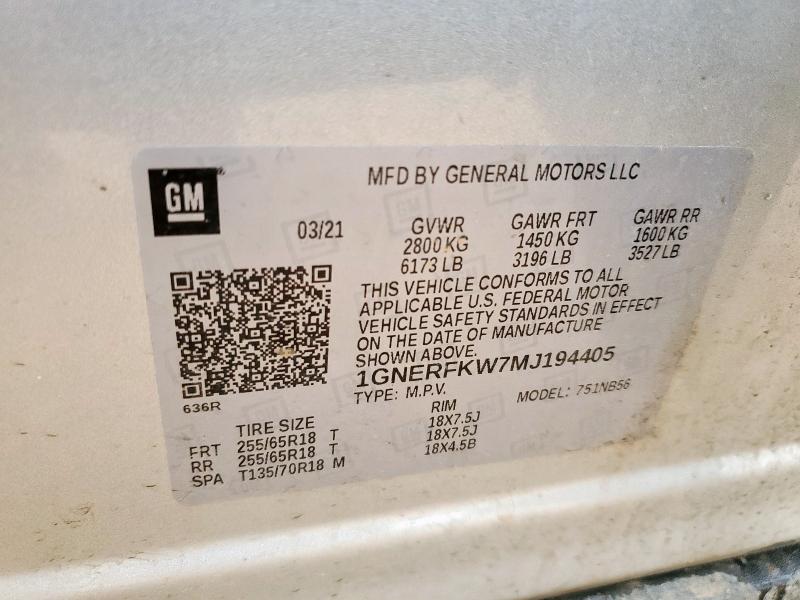 GM
MFD BY GENERAL MOTORS LLC
03/21
GVWR GAWR FRT GAWR RR
2800 KG 1450 KG 1600 KG
6173 LB 3196 LB 3527 LB
THIS VEHICLE CONFORMS TO ALL
APPLICABLE U.S. FEDERAL MOTOR
VEHICLE SAFETY STANDARDS IN EFFECT
ON THE DATE OF MANUFACTURE
SHOWN ABOVE.
1GNERFKW7MJ194405
TYPE: M.P.V. MODEL: 751NB56
636R
TIRE SIZE RIM
FRT 255/65R18 T 18X7.5J
RR 255/65R18 T 18X7.5J
SPA T135/70R18 M 18X4.5B